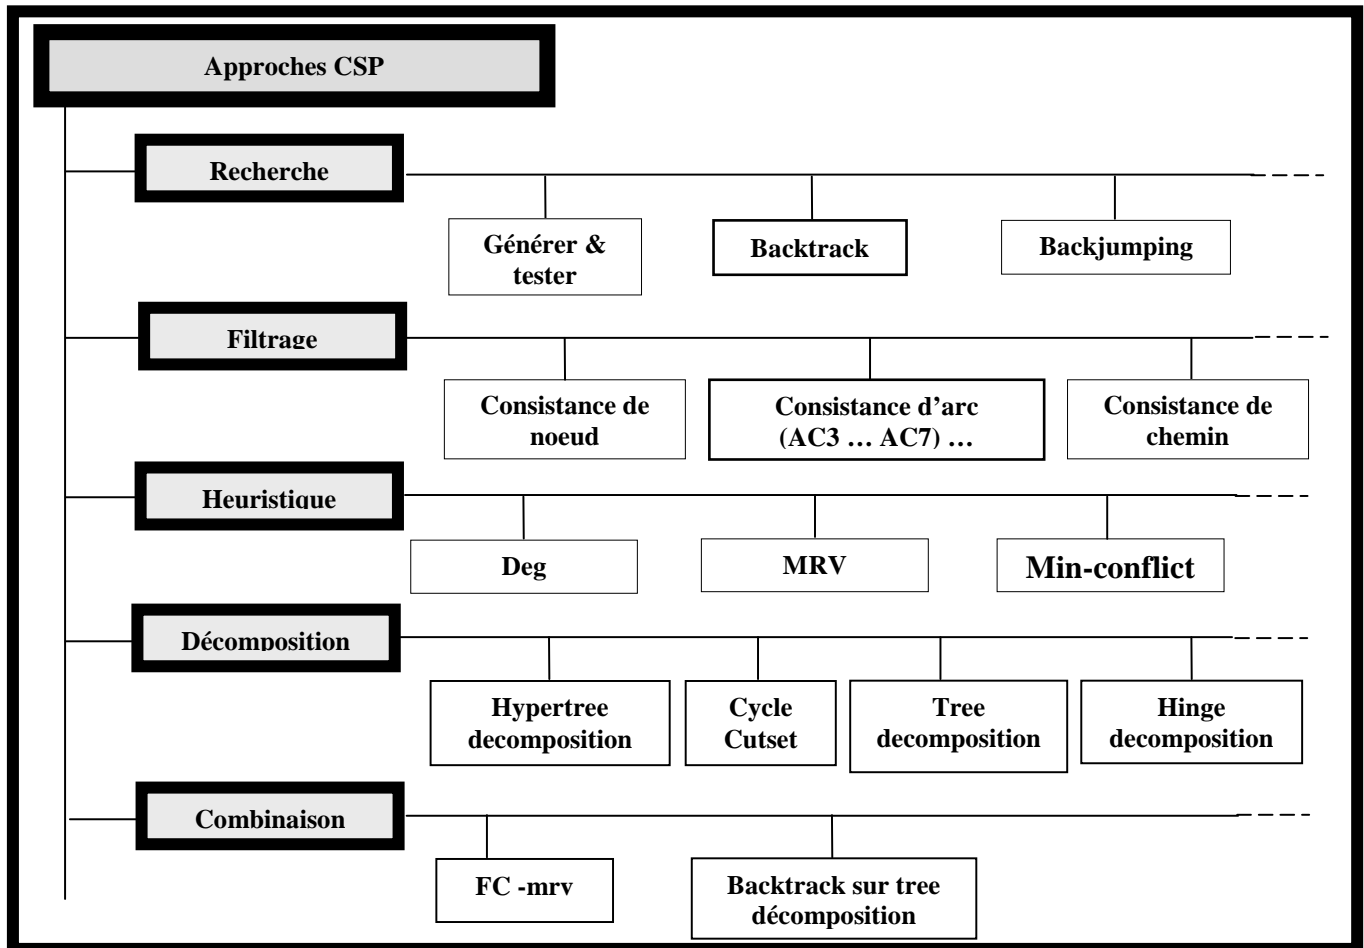 Approches CSP
Recherche
Générer &
tester
Backtrack
Backjumping
Filtrage
Consistance de
noeud
Consistance d’arc
(AC3 … AC7) …
Consistance de
chemin
Heuristique
Deg
MRV
Min-conflict
Décomposition
Hypertree
decomposition
Cycle
Cutset
Tree
decomposition
Hinge
decomposition
Combinaison
FC -mrv
Backtrack sur tree
décomposition